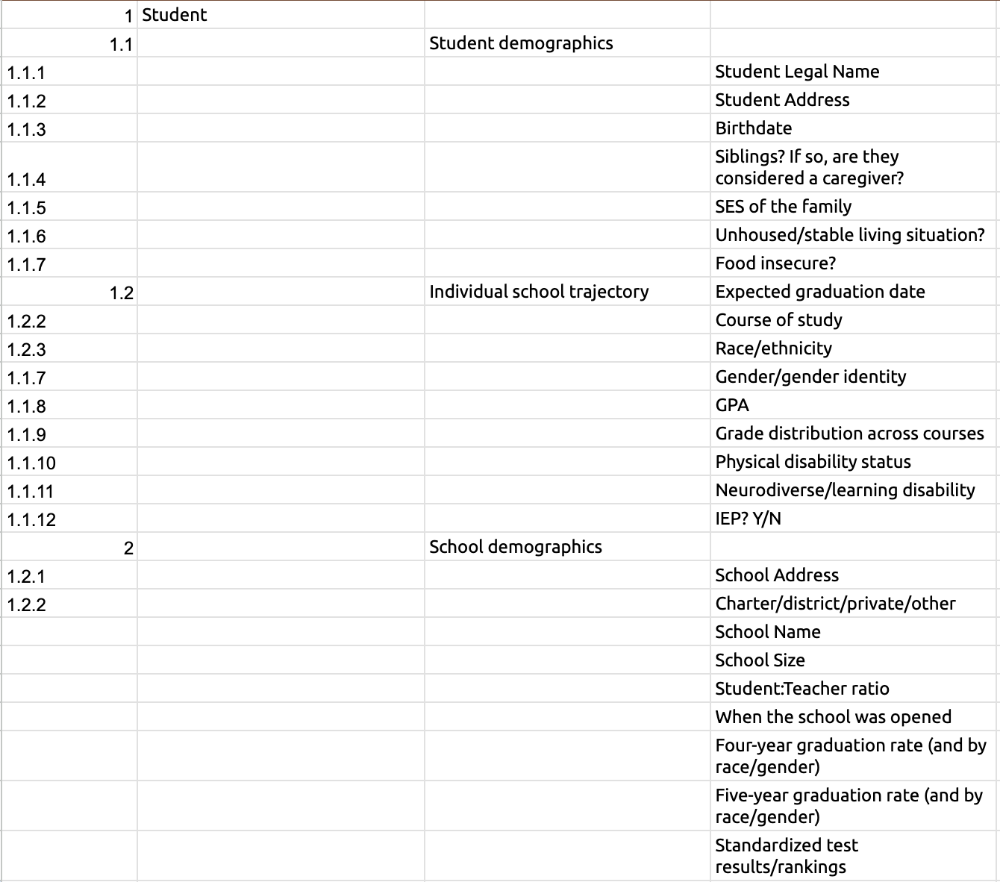 1 Student
1.1 Student demographics
1.1.1 Student Legal Name
1.1.2 Student Address
1.1.3 Birthdate
Siblings? If so, are they
1.1.4 considered a caregiver?
1.1.5 SES of the family
1.1.6 Unhoused/stable living situation?
1.1.7 Food insecure?
1.2 Individual school trajectory Expected graduation date
1.2.2 Course of study
1.2.3 Race/ethnicity
1.1.7 Gender/gender identity
1.1.8 GPA
1.1.9 Grade distribution across courses
1.1.10 Physical disability status
1.1.11 Neurodiverse/learning disability
1.1.12 IEP? Y/N
2 School demographics
1.2.1 School Address
1.2.2 Charter/district/private/other
School Name
School Size
Student:Teacher ratio
When the school was opened
Four-year graduation rate (and by
race/gender)
Five-year graduation rate (and by
race/gender)
Standardized test
results/rankings